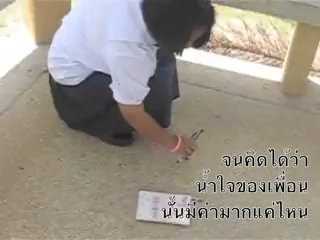 จนคิดได้ว่า
น้ำใจของเพื่อน
นั้นมีค่ามากแค่ไหน